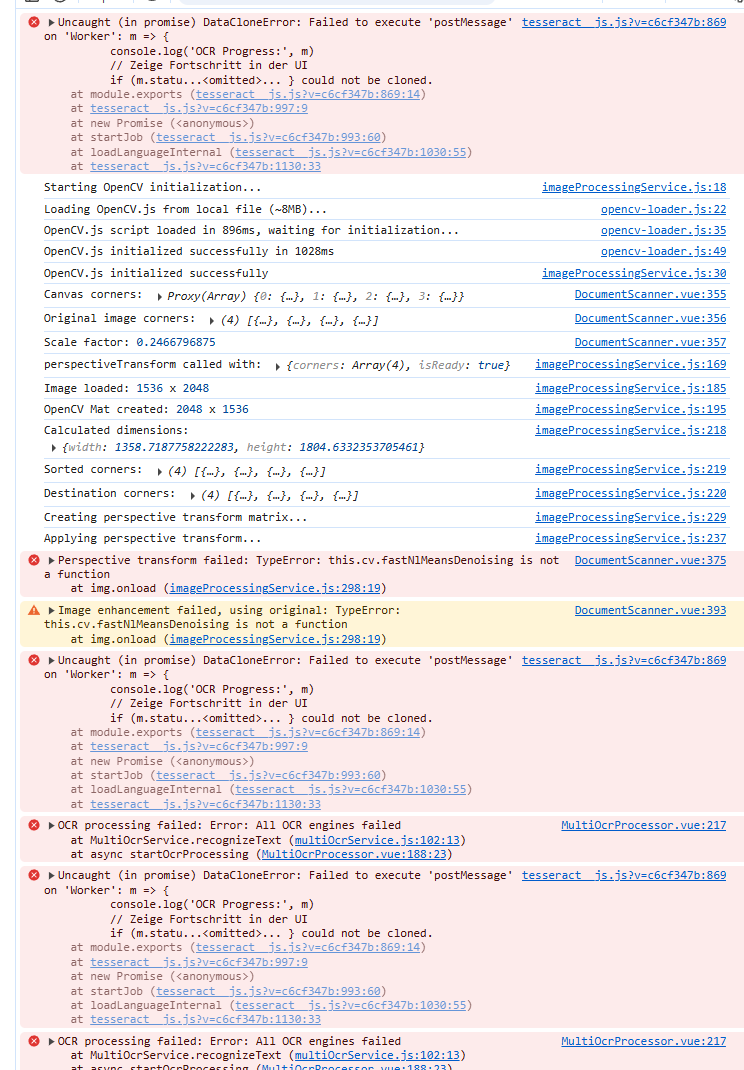 Uncaught (in promise) DataCloneError: Failed to execute 'postMessage' tesseract__js.js?v=c6cf347b:869
on 'Worker': m => {
console.log('OCR Progress:', m)
// Zeige Fortschritt in der UI
if (m.statu...<omitted>... } could not be cloned.
at module.exports (tesseract__js.js?v=c6cf347b:869:14)
at tesseract__js.js?v=c6cf347b:997:9
at new Promise (<anonymous>)
at startJob (tesseract__js.js?v=c6cf347b:993:60)
at loadLanguageInternal (tesseract__js.js?v=c6cf347b:1030:55)
at tesseract__js.js?v=c6cf347b:1130:33
Starting OpenCV initialization... imageProcessingService.js:18
Loading OpenCV.js from local file (~8MB)... opencv-loader.js:22
OpenCV.js script loaded in 896ms, waiting for initialization... opencv-loader.js:35
OpenCV.js initialized successfully in 1028ms opencv-loader.js:49
OpenCV.js initialized successfully imageProcessingService.js:30
Canvas corners: Proxy(Array) {0: {…}, 1: {…}, 2: {…}, 3: {…}} DocumentScanner.vue:355
Original image corners: (4) [{…}, {…}, {…}, {…}] DocumentScanner.vue:356
Scale factor: 0.2466796875 DocumentScanner.vue:357
perspectiveTransform called with: {corners: Array(4), isReady: true} imageProcessingService.js:169
Image loaded: 1536 x 2048 imageProcessingService.js:185
OpenCV Mat created: 2048 x 1536 imageProcessingService.js:195
Calculated dimensions: imageProcessingService.js:218
{width: 1358.7187758222283, height: 1804.6332353705461}
Sorted corners: (4) [{…}, {…}, {…}, {…}] imageProcessingService.js:219
Destination corners: (4) [{…}, {…}, {…}, {…}] imageProcessingService.js:220
Creating perspective transform matrix... imageProcessingService.js:229
Applying perspective transform... imageProcessingService.js:237
Perspective transform failed: TypeError: this.cv.fastNlMeansDenoising is not DocumentScanner.vue:375
a function
at img.onload (imageProcessingService.js:298:19)
Image enhancement failed, using original: TypeError: DocumentScanner.vue:393
this.cv.fastNlMeansDenoising is not a function
at img.onload (imageProcessingService.js:298:19)
Uncaught (in promise) DataCloneError: Failed to execute 'postMessage' tesseract__js.js?v=c6cf347b:869
on 'Worker': m => {
console.log('OCR Progress:', m)
// Zeige Fortschritt in der UI
if (m.statu...<omitted>... } could not be cloned.
at module.exports (tesseract__js.js?v=c6cf347b:869:14)
at tesseract__js.js?v=c6cf347b:997:9
at new Promise (<anonymous>)
at startJob (tesseract__js.js?v=c6cf347b:993:60)
at loadLanguageInternal (tesseract__js.js?v=c6cf347b:1030:55)
at tesseract__js.js?v=c6cf347b:1130:33
OCR processing failed: Error: All OCR engines failed MultiOcrProcessor.vue:217
at MultiOcrService.recognizeText (multiOcrService.js:102:13)
at async startOcrProcessing (MultiOcrProcessor.vue:188:23)
Uncaught (in promise) DataCloneError: Failed to execute 'postMessage' tesseract__js.js?v=c6cf347b:869
on 'Worker': m => {
console.log('OCR Progress:', m)
// Zeige Fortschritt in der UI
if (m.statu...<omitted>... } could not be cloned.
at module.exports (tesseract__js.js?v=c6cf347b:869:14)
at tesseract__js.js?v=c6cf347b:997:9
at new Promise (<anonymous>)
at startJob (tesseract__js.js?v=c6cf347b:993:60)
at loadLanguageInternal (tesseract__js.js?v=c6cf347b:1030:55)
at tesseract__js.js?v=c6cf347b:1130:33
OCR processing failed: Error: All OCR engines failed MultiOcrProcessor.vue:217
at MultiOcrService.recognizeText (multiOcrService.js:102:13)
at async startOcrProcessing (MultiOcrProcessor.vue:188:23)